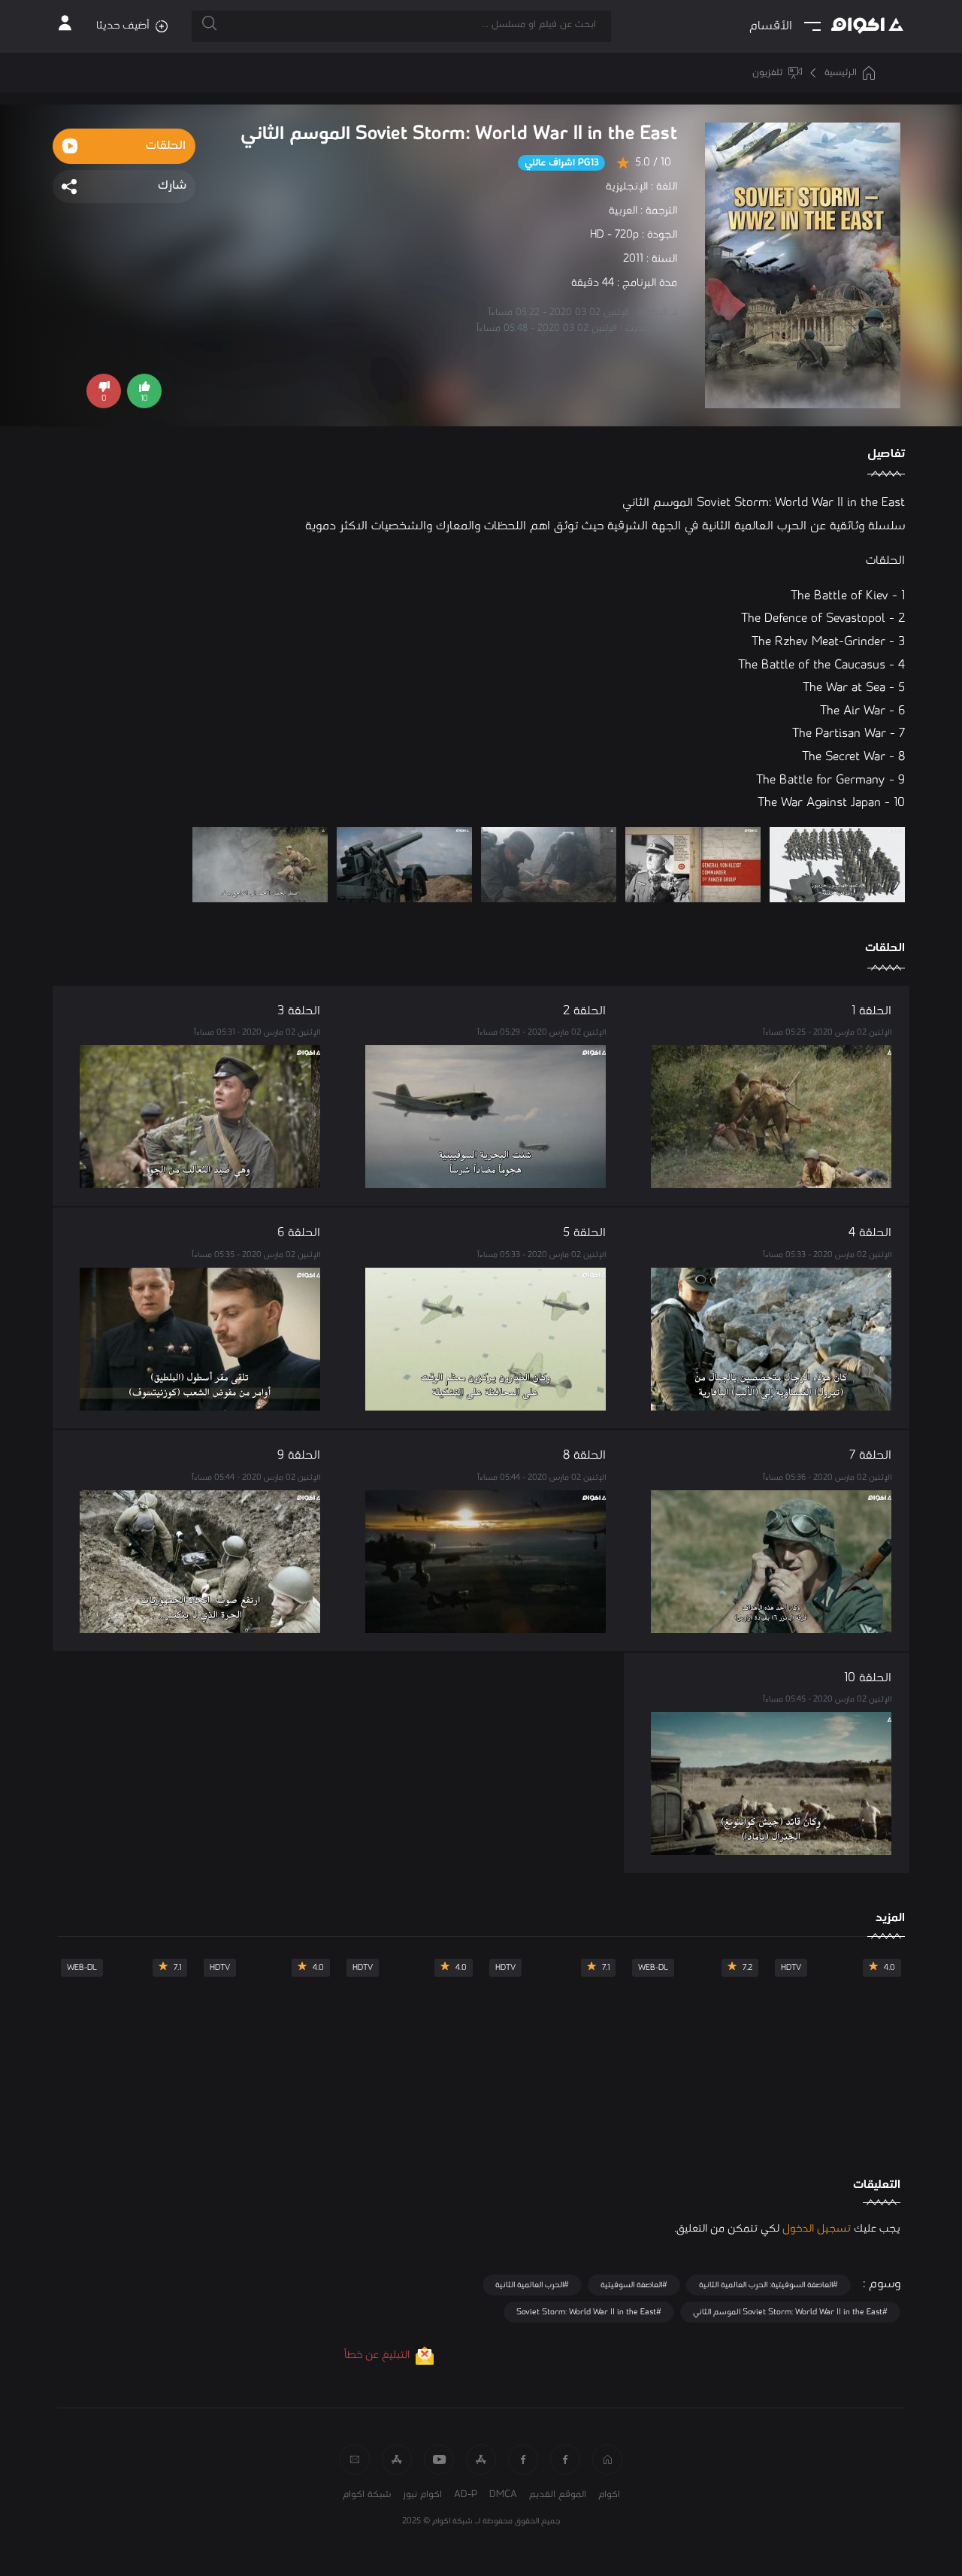 اكوام
الأقسام
ابحث عن فيلم او مسلسل ...
أضيف حديثا
الرئيسية
تلفزيون
SOVIET STORM –
WW2 IN THE EAST
Soviet Storm: World War II in the East الموسم الثاني
10 / 5.0
PG13 اشراف عائلي
اللغة : الإنجليزية
الترجمة : العربية
الجودة : HD - 720p
السنة : 2011
مدة البرنامج : 44 دقيقة
الإثنين 02 03 2020 - 05:22 مساءاً
الإثنين 02 03 2020 - 05:48 مساءاً
الحلقات
شارك
10
0
تفاصيل
Soviet Storm: World War II in the East الموسم الثاني
سلسلة وثائقية عن الحرب العالمية الثانية في الجهة الشرقية حيث توثق اهم اللحظات والمعارك والشخصيات الاكثر دموية
الحلقات
1 - The Battle of Kiev
2 - The Defence of Sevastopol
3 - The Rzhev Meat-Grinder
4 - The Battle of the Caucasus
5 - The War at Sea
6 - The Air War
7 - The Partisan War
8 - The Secret War
9 - The Battle for Germany
10 - The War Against Japan
GENERAL VON KLEIST
COMMANDER,
1ST PANZER GROUP
الحلقات
الحلقة 1
الإثنين 02 مارس 2020 - 05:25 مساءاً
الحلقة 2
الإثنين 02 مارس 2020 - 05:29 مساءاً
اكوام
شنت البحرية السوفييتية
هجوماً مضاداً شرساً
الحلقة 3
الإثنين 02 مارس 2020 - 05:31 مساءاً
اكوام
وهي صيد الثعالب من الجو
الحلقة 4
الإثنين 02 مارس 2020 - 05:33 مساءاً
كان هؤلاء الرجال متخصصين بالجبال من
(تيرول) النمساوية إلى (الألب) البافارية
الحلقة 5
الإثنين 02 مارس 2020 - 05:33 مساءاً
اكوام
وكان الطيارون يركزون معظم الوقت
على المحافظة على التشكيلة
الحلقة 6
الإثنين 02 مارس 2020 - 05:35 مساءاً
اكوام
تلقى مقر أسطول (البلطيق)
أوامر من مفوض الشعب (كوزنيتسوف)
الحلقة 7
الإثنين 02 مارس 2020 - 05:36 مساءاً
اكوام
الحلقة 8
الإثنين 02 مارس 2020 - 05:44 مساءاً
اكوام
الحلقة 9
الإثنين 02 مارس 2020 - 05:44 مساءاً
اكوام
ارتفع صوت "اتحاد الجمهوريات
الحرة الذي لا ينكسر"
الحلقة 10
الإثنين 02 مارس 2020 - 05:45 مساءاً
وكان قائد (جيش كوانتونغ)
الجنرال (يامادا)
المزيد
4.0 HDTV
7.2 WEB-DL
7.1 HDTV
4.0 HDTV
4.0 HDTV
7.1 WEB-DL
التعليقات
يجب عليك تسجيل الدخول لكي تتمكن من التعليق.
وسوم :
#العاصفة السوفيتية: الحرب العالمية الثانية
#العاصفة السوفيتية
#الحرب العالمية الثانية
#Soviet Storm: World War II in the East الموسم الثاني
#Soviet Storm: World War II in the East
التبليغ عن خطأ
اكوام
الموقع القديم
DMCA
AD-P
اكوام نيوز
شبكة اكوام
جميع الحقوق محفوظة لـ شبكة اكوام © 2025